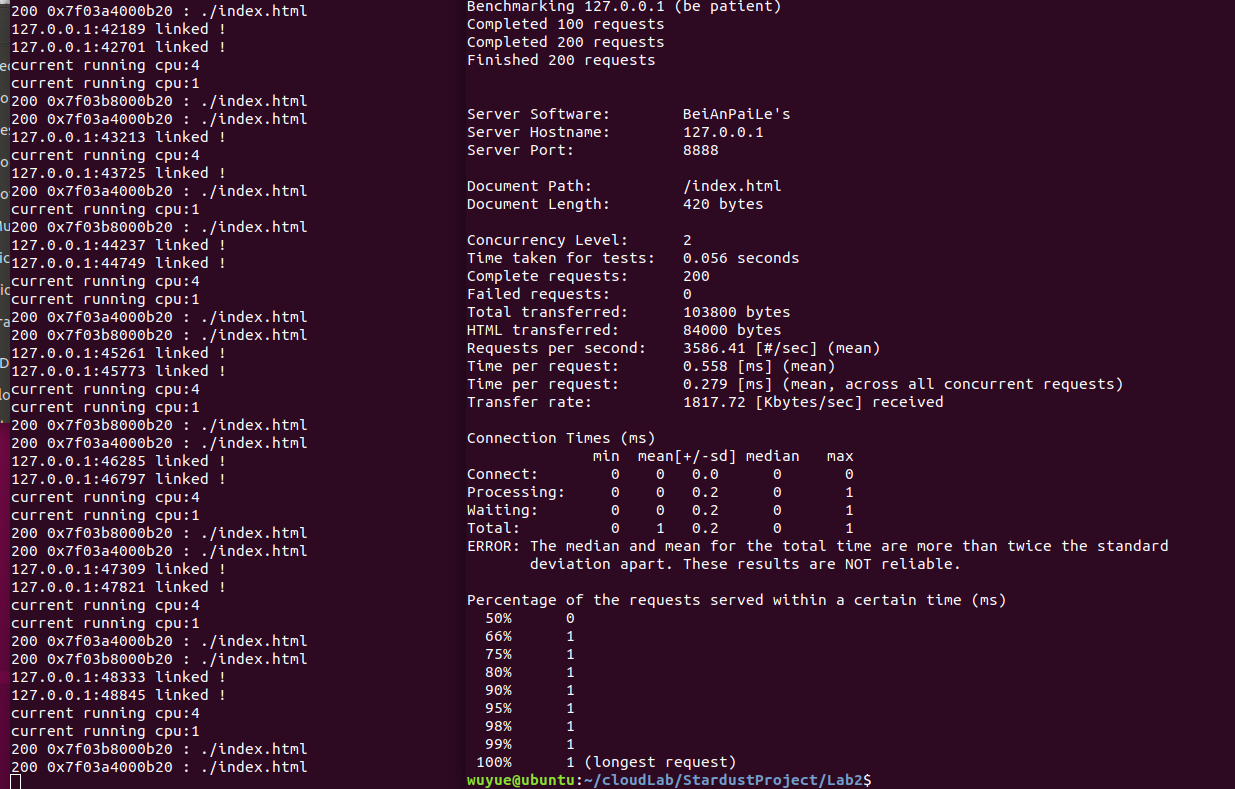 200 0x7f03a4000b20 : ./index.html
127.0.0.1:42189 linked !
127.0.0.1:42701 linked !
current running cpu:4
current running cpu:1
200 0x7f03b8000b20 : ./index.html
200 0x7f03a4000b20 : ./index.html
127.0.0.1:43213 linked !
current running cpu:4
127.0.0.1:43725 linked !
200 0x7f03a4000b20 : ./index.html
current running cpu:1
200 0x7f03b8000b20 : ./index.html
127.0.0.1:44237 linked !
127.0.0.1:44749 linked !
current running cpu:4
current running cpu:1
200 0x7f03a4000b20 : ./index.html
200 0x7f03b8000b20 : ./index.html
127.0.0.1:45261 linked !
127.0.0.1:45773 linked !
current running cpu:4
current running cpu:1
200 0x7f03b8000b20 : ./index.html
200 0x7f03a4000b20 : ./index.html
127.0.0.1:46285 linked !
127.0.0.1:46797 linked !
current running cpu:4
current running cpu:1
200 0x7f03b8000b20 : ./index.html
200 0x7f03a4000b20 : ./index.html
127.0.0.1:47309 linked !
127.0.0.1:47821 linked !
current running cpu:4
current running cpu:1
200 0x7f03a4000b20 : ./index.html
200 0x7f03b8000b20 : ./index.html
127.0.0.1:48333 linked !
127.0.0.1:48845 linked !
current running cpu:4
current running cpu:1
200 0x7f03b8000b20 : ./index.html
200 0x7f03a4000b20 : ./index.html
Benchmarking 127.0.0.1 (be patient)
Completed 100 requests
Completed 200 requests
Finished 200 requests
Server Software: BeiAnPaiLe's
Server Hostname: 127.0.0.1
Server Port: 8888
Document Path: /index.html
Document Length: 420 bytes
Concurrency Level: 2
Time taken for tests: 0.056 seconds
Complete requests: 200
Failed requests: 0
Total transferred: 103800 bytes
HTML transferred: 84000 bytes
Requests per second: 3586.41 [#/sec] (mean)
Time per request: 0.558 [ms] (mean)
Time per request: 0.279 [ms] (mean, across all concurrent requests)
Transfer rate: 1817.72 [Kbytes/sec] received
Connection Times (ms)
min mean[+/-sd] median max
Connect: 0 0 0.0 0 0
Processing: 0 0 0.2 0 1
Waiting: 0 0 0.2 0 1
Total: 0 1 0.2 0 1
ERROR: The median and mean for the total time are more than twice the standard
deviation apart. These results are NOT reliable.
Percentage of the requests served within a certain time (ms)
50% 0
66% 1
75% 1
80% 1
90% 1
95% 1
98% 1
99% 1
100% 1 (longest request)
wuyue@ubuntu:~/cloudLab/StardustProject/Lab2$